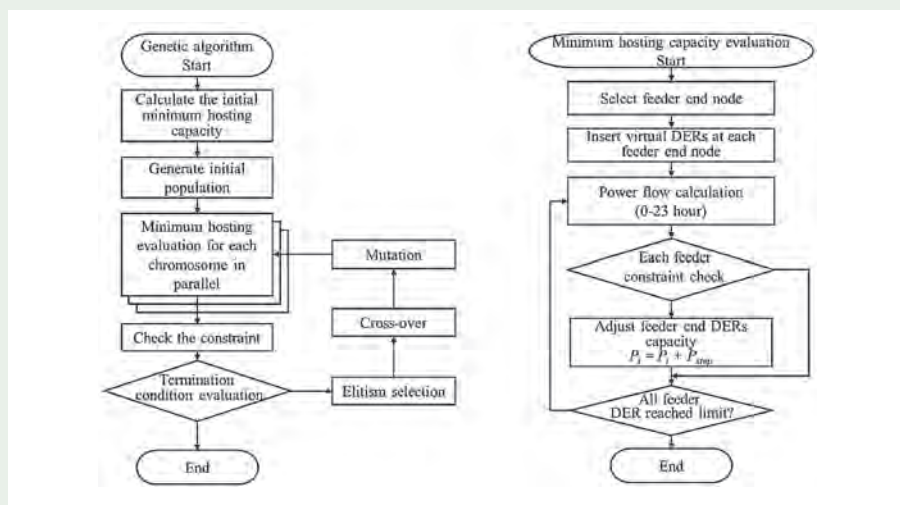 Genetic algorithm
Start
Calculate the initial
minimum hosting
capacity
Generate initial
population
Minimum hosting
evaluation for each
chromosome in
parallel
Check the constraint
Termination
condition evaluation
End
Mutation
Cross-over
Elitism selection
Minimum hosting capacity evaluation
Start
Select feeder end node
Insert virtual DERs at each
feeder end node
Power flow calculation
(0-23 hour)
Each feeder
constraint check
Adjust feeder end DERs
capacity
P_i = P_i + P_step
All feeder
DER reached limit?
End